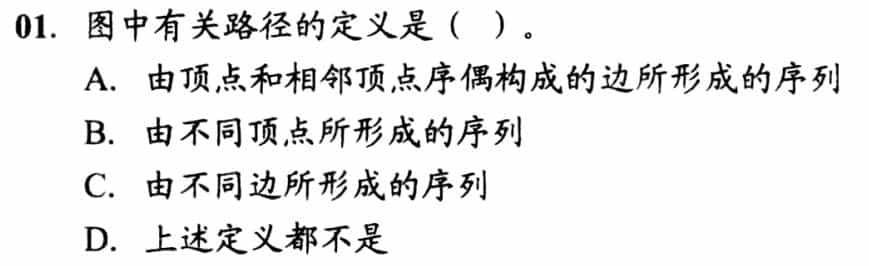 01. 图中有关路径的定义是（ ）。
A. 由顶点和相邻顶点序偶构成的边所形成的序列
B. 由不同顶点所形成的序列
C. 由不同边所形成的序列
D. 上述定义都不是